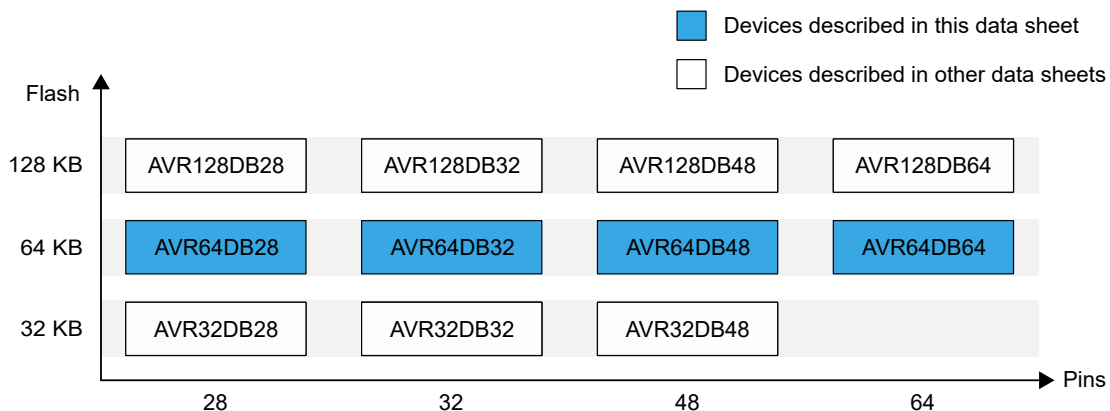 Devices described in this data sheet
Devices described in other data sheets
Flash
128 KB
AVR128DB28
AVR128DB32
AVR128DB48
AVR128DB64
64 KB
AVR64DB28
AVR64DB32
AVR64DB48
AVR64DB64
32 KB
AVR32DB28
AVR32DB32
AVR32DB48
Pins
28
32
48
64